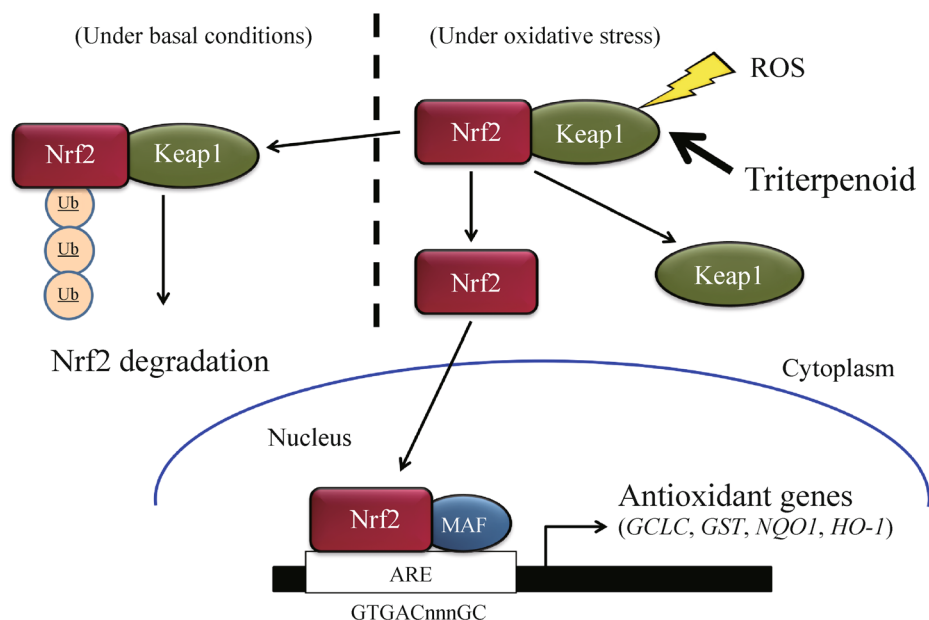 (Under basal conditions)
(Under oxidative stress)
ROS
Nrf2
Keap1
Nrf2
Keap1
Triterpenoid
Ub
Ub
Ub
Nrf2
Keap1
Nrf2 degradation
Cytoplasm
Nucleus
Nrf2
MAF
Antioxidant genes
(GCLC, GST, NQO1, HO-1)
ARE
GTGACnnnGC